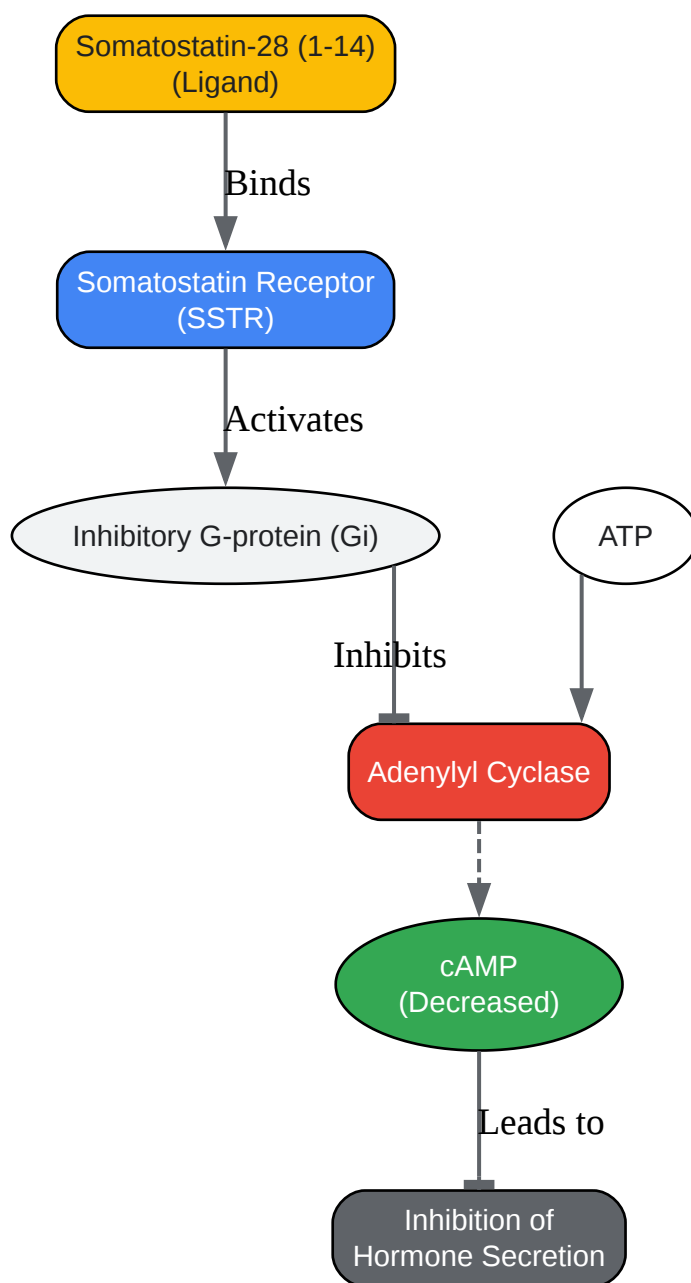 Somatostatin-28 (1-14)
(Ligand)
Binds
Somatostatin Receptor
(SSTR)
Activates
Inhibitory G-protein (Gi)
ATP
Inhibits
Adenylyl Cyclase
cAMP
(Decreased)
Leads to
Inhibition of
Hormone Secretion